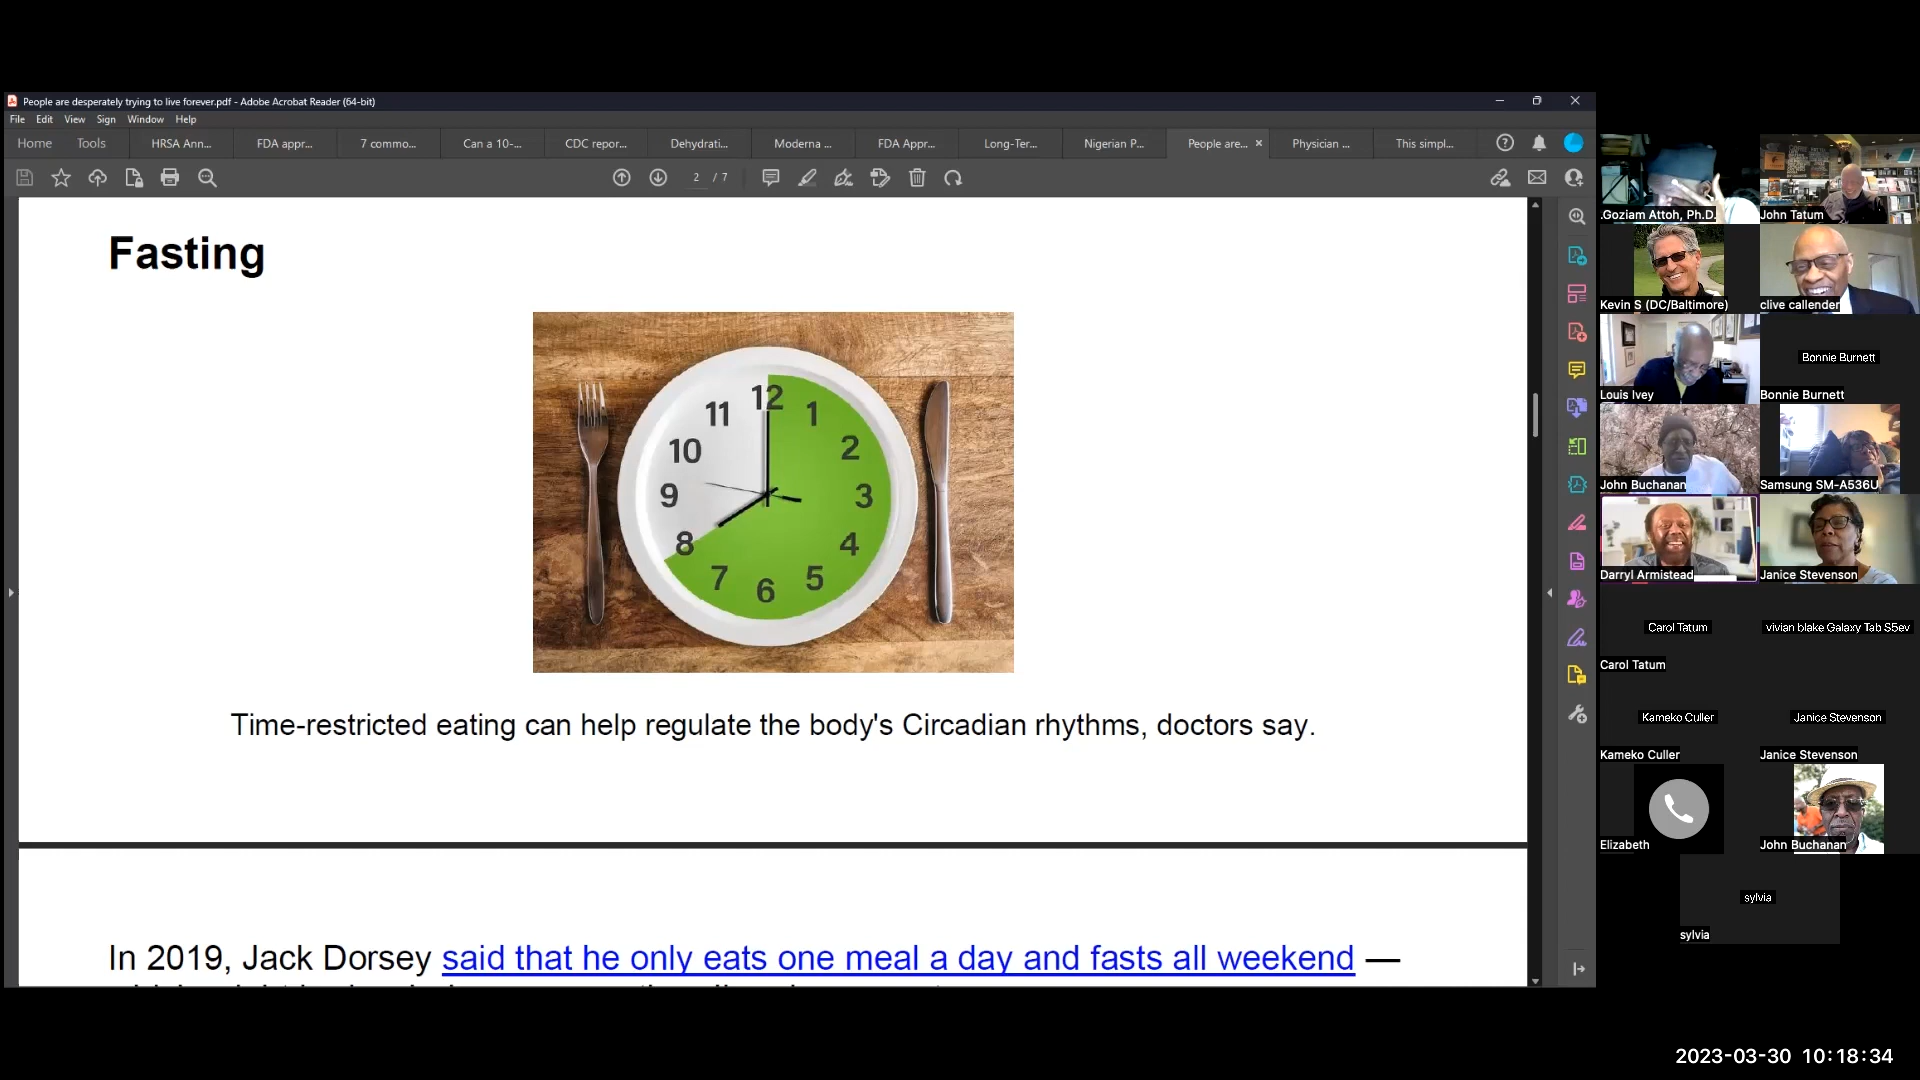 People are desperately trying to live forever.pdf - Adobe Acrobat Reader (64-bit)
File Edit View Sign Window Help
Home Tools HRSA Ann... FDA appr... 7 commo... Can a 10-... CDC repor... Dehydrati... Moderna ... FDA Appr... Long-Ter... Nigerian P... People are... × Physician ... This simpl...
2 / 7
Fasting
12
11 1
10 2
9 3
8 4
7 5
6
Time-restricted eating can help regulate the body's Circadian rhythms, doctors say.
In 2019, Jack Dorsey said that he only eats one meal a day and fasts all weekend —
.Goziam Attoh, Ph.D. John Tatum
Kevin S (DC/Baltimore) clive callender
Bonnie Burnett
Louis Ivey Bonnie Burnett
John Buchanan Samsung SM-A536U
Darryl Armistead Janice Stevenson
Carol Tatum vivian blake Galaxy Tab S5ev
Carol Tatum
Kameko Culler Janice Stevenson
Kameko Culler Janice Stevenson
Elizabeth John Buchanan
sylvia
sylvia
2023-03-30 10:18:34